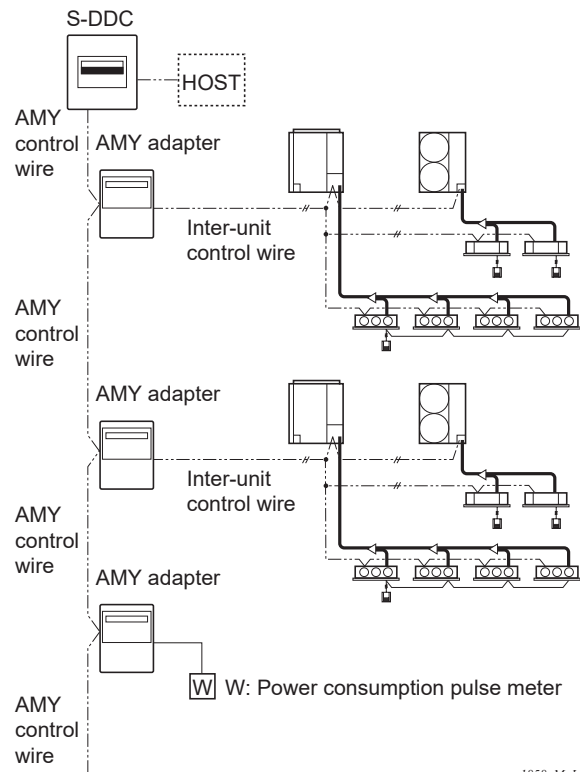 S-DDC
HOST
AMY
control
wire
AMY adapter
Inter-unit
control wire
AMY
control
wire
AMY adapter
Inter-unit
control wire
AMY
control
wire
AMY adapter
W W: Power consumption pulse meter
AMY
control
wire